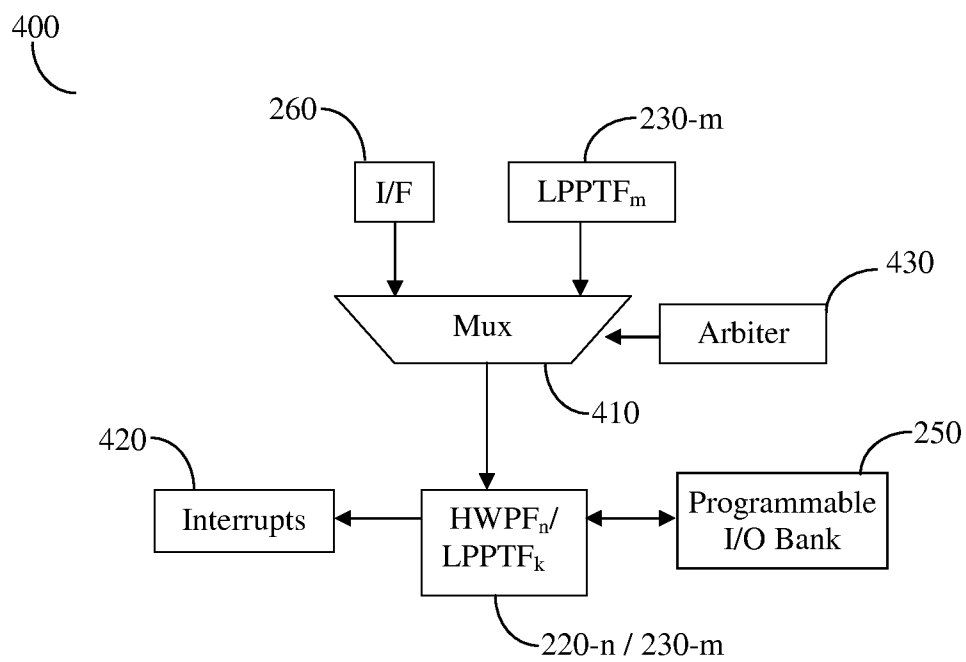 400
260
230-m
I/F
LPPTFm
430
Mux
Arbiter
410
420
250
Interrupts
HWPFn/
LPPTFk
Programmable
I/O Bank
220-n / 230-m